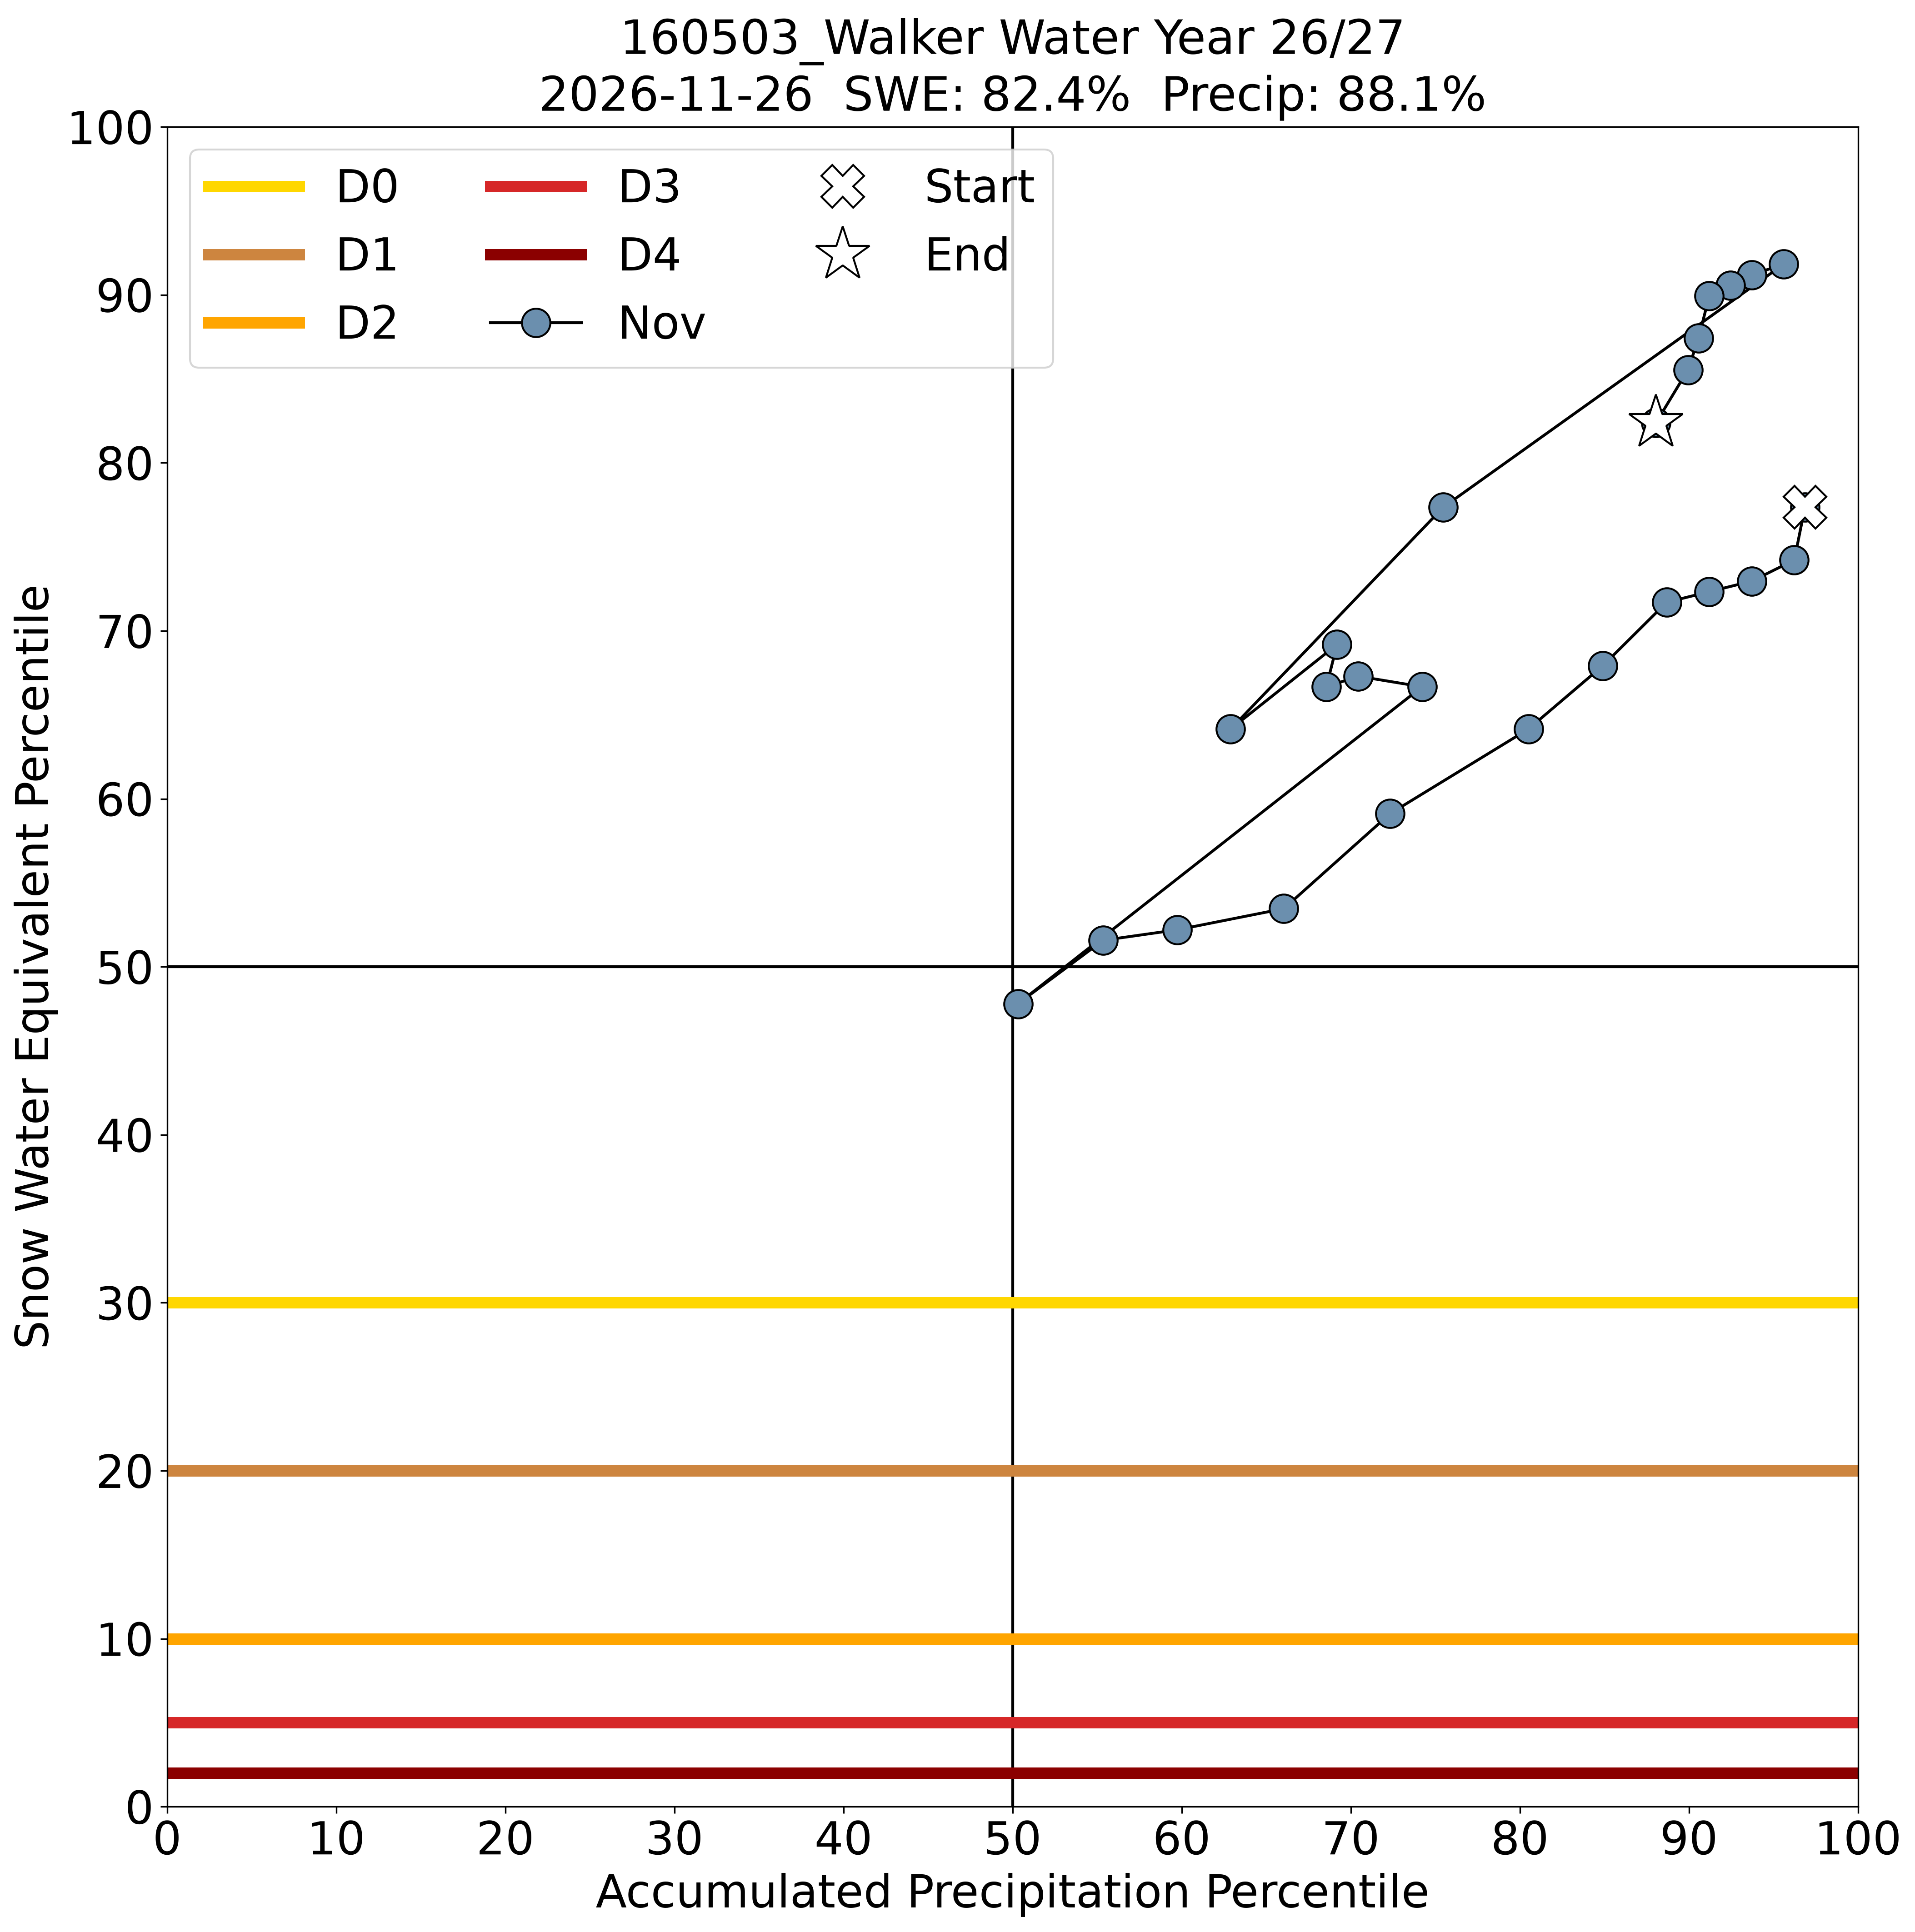 160503_Walker Water Year 26/27
2026-11-26  SWE: 82.4%  Precip: 88.1%
D0
D1
D2
D3
D4
Nov
Start
End
Snow Water Equivalent Percentile
100
90
80
70
60
50
40
30
20
10
0
0 10 20 30 40 50 60 70 80 90 100
Accumulated Precipitation Percentile